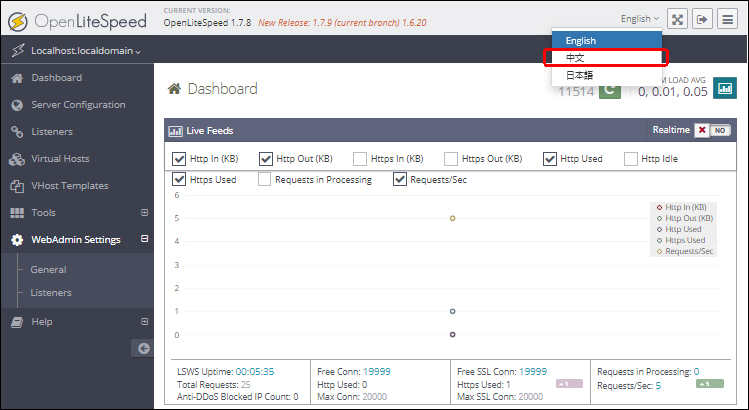 OpenLiteSpeed
CURRENT VERSION:
OpenLiteSpeed 1.7.8 New Release: 1.7.9 (current branch) 1.6.20
English
English
中文
日本語
Localhost.localdomain
Dashboard
Server Configuration
Listeners
Virtual Hosts
VHost Templates
Tools
WebAdmin Settings
General
Listeners
Help
Dashboard
11514 C
M LOAD AVG
0, 0.01, 0.05
Live Feeds
Realtime NO
Http In (KB) Http Out (KB) Https In (KB) Https Out (KB) Http Used Http Idle
Https Used Requests in Processing Requests/Sec
6
5
4
3
2
1
0
Http In (KB)
Http Out (KB)
Http Used
Https Used
Requests/Sec
LSWS Uptime: 00:05:35
Total Requests: 25
Anti-DDoS Blocked IP Count: 0
Free Conn: 19999
Http Used: 0
Max Conn: 20000
Free SSL Conn: 19999
Https Used: 1 1
Max SSL Conn: 20000
Requests in Processing: 0
Requests/Sec: 5 5